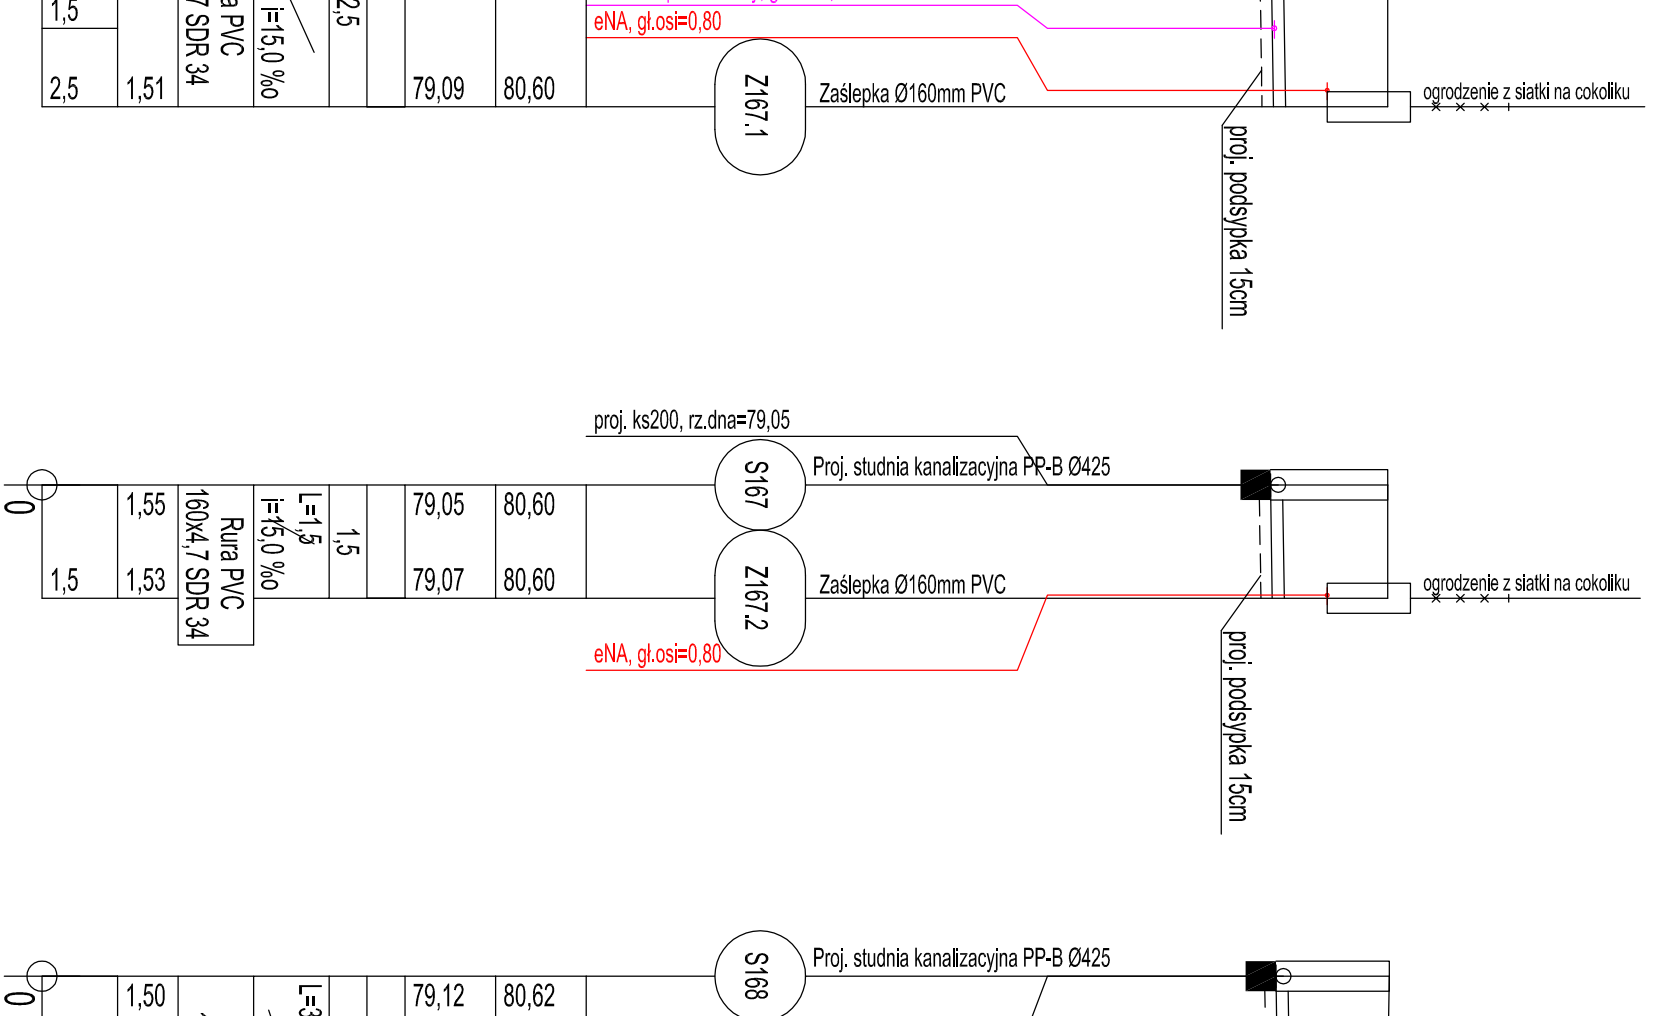 1,5
2,5
1,51
7 SDR 34
a PVC
i=15,0 ‰
2,5
79,09
80,60
eNA, gł.osi=0,80
Z167.1
Zaślepka Ø160mm PVC
ogrodzenie z siatki na cokoliku
proj. podsypka 15cm
proj. ks200, rz.dna=79,05
S167
Proj. studnia kanalizacyjna PP-B Ø425
0
1,55
Rura PVC
160x4,7 SDR 34
L=1,5
i=15,0 ‰
1,5
79,05
80,60
1,5
1,53
79,07
80,60
Z167.2
Zaślepka Ø160mm PVC
ogrodzenie z siatki na cokoliku
eNA, gł.osi=0,80
proj. podsypka 15cm
S168
Proj. studnia kanalizacyjna PP-B Ø425
0
1,50
L=3
79,12
80,62